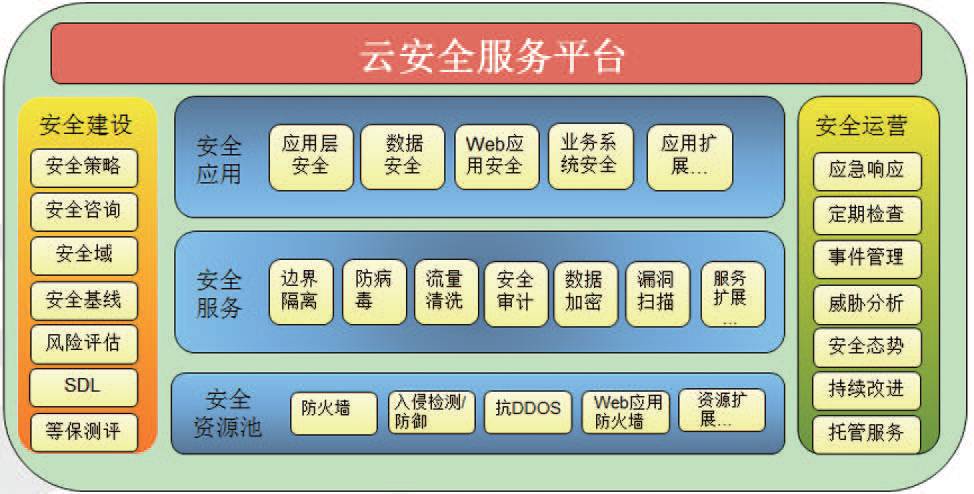 云安全服务平台
安全建设
安全策略
安全咨询
安全域
安全基线
风险评估
SDL
等保测评
安全
应用
应用层
安全
数据
安全
Web应
用安全
业务系
统安全
应用扩
展...
安全
服务
边界
隔离
防病
毒
流量
清洗
安全
审计
数据
加密
漏洞
扫描
服务
扩展
...
安全
资源池
防火墙
入侵检测/
防御
抗DDOS
Web应用
防火墙
资源扩
展...
安全运营
应急响应
定期检查
事件管理
威胁分析
安全态势
持续改进
托管服务